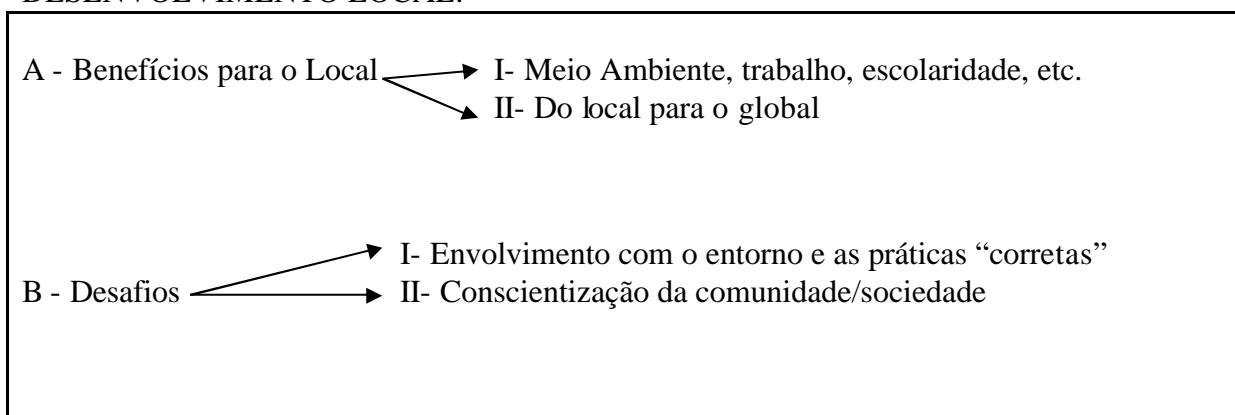 DESENVOLVIMENTO LOCAL:
A - Benefícios para o Local I- Meio Ambiente, trabalho, escolaridade, etc.
II- Do local para o global
I- Envolvimento com o entorno e as práticas “corretas”
B - Desafios II- Conscientização da comunidade/sociedade